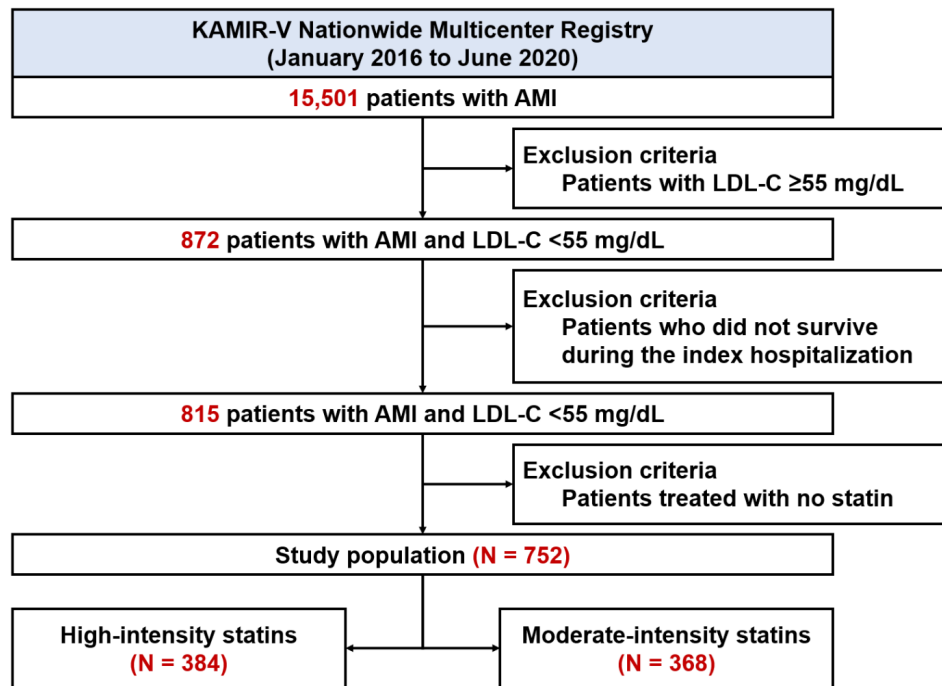 KAMIR-V Nationwide Multicenter Registry
(January 2016 to June 2020)
15,501 patients with AMI
Exclusion criteria
Patients with LDL-C ≥55 mg/dL
872 patients with AMI and LDL-C <55 mg/dL
Exclusion criteria
Patients who did not survive
during the index hospitalization
815 patients with AMI and LDL-C <55 mg/dL
Exclusion criteria
Patients treated with no statin
Study population (N = 752)
High-intensity statins
(N = 384)
Moderate-intensity statins
(N = 368)